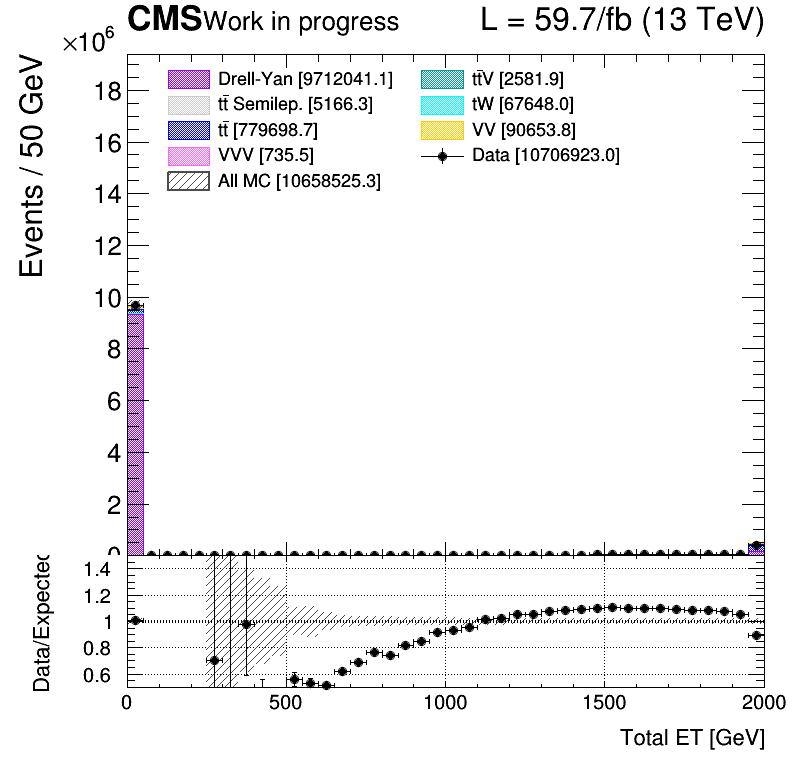 CMS Work in progress L = 59.7/fb (13 TeV)
×10⁶
Events / 50 GeV
18
16
14
12
10
8
6
4
2
0
Drell-Yan [9712041.1]
tt̄ Semilep. [5166.3]
tt̄ [779698.7]
VVV [735.5]
All MC [10658525.3]
tt̄V [2581.9]
tW [67648.0]
VV [90653.8]
Data [10706923.0]
Data/Expected
1.4
1.2
1
0.8
0.6
0 500 1000 1500 2000
Total ET [GeV]